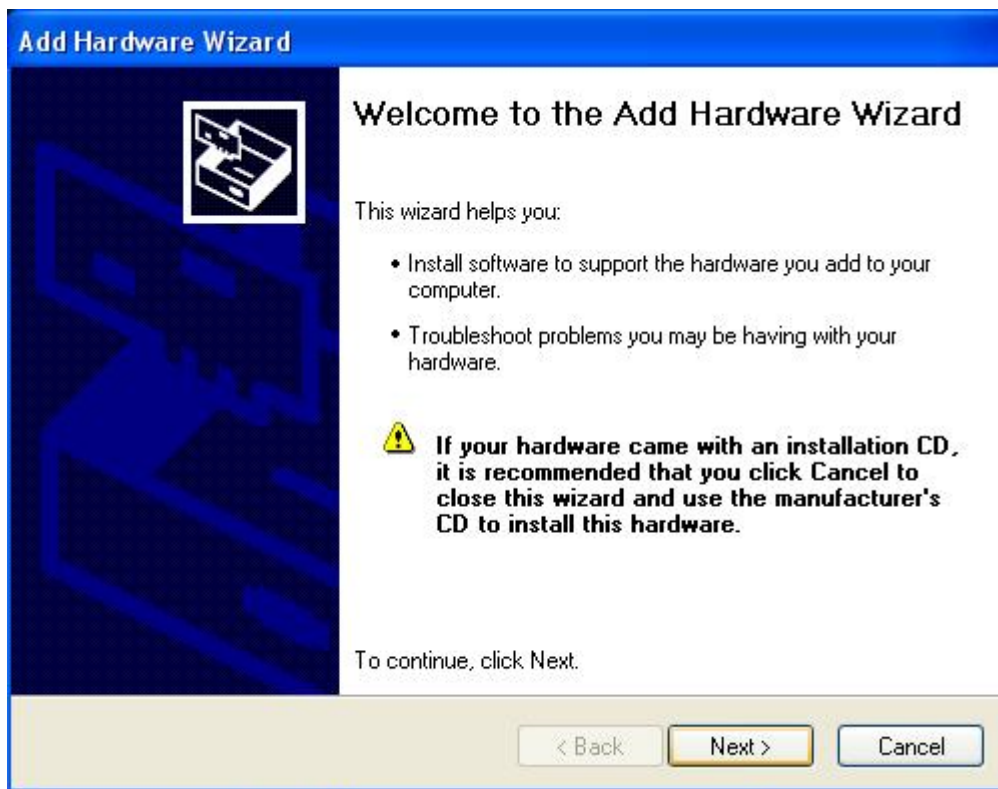 Add Hardware Wizard
Welcome to the Add Hardware Wizard
This wizard helps you:
• Install software to support the hardware you add to your
computer.
• Troubleshoot problems you may be having with your
hardware.
If your hardware came with an installation CD,
it is recommended that you click Cancel to
close this wizard and use the manufacturer's
CD to install this hardware.
To continue, click Next.
< Back Next > Cancel